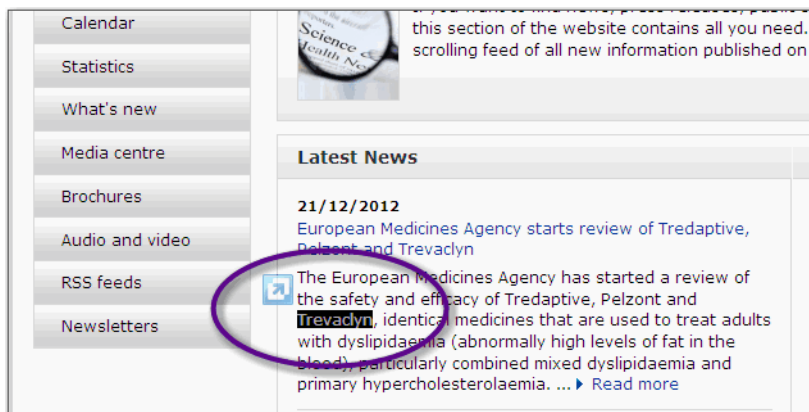 Calendar
Statistics
What's new
Media centre
Brochures
Audio and video
RSS feeds
Newsletters
Science &
Health
this section of the website contains all you need.
scrolling feed of all new information published on
Latest News
21/12/2012
European Medicines Agency starts review of Tredaptive,
Pelzont and Trevaclyn
The European Medicines Agency has started a review of
the safety and efficacy of Tredaptive, Pelzont and
Trevaclyn, identical medicines that are used to treat adults
with dyslipidaemia (abnormally high levels of fat in the
blood), particularly combined mixed dyslipidaemia and
primary hypercholesterolaemia. ... Read more